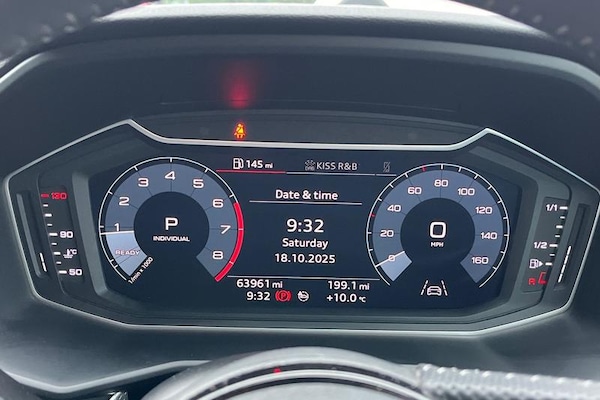 145 mi
KISS R&B
Date & time
9:32
Saturday
18.10.2025
63961 mi
199.1 mi
9:32
+10.0 °C
P
INDIVIDUAL
READY
1 2 3 4 5 6 7 8
1/min x 1000
0
MPH
0 20 40 60 80 100 120 140 160
130
90
50
°C
1/1
1/2
R